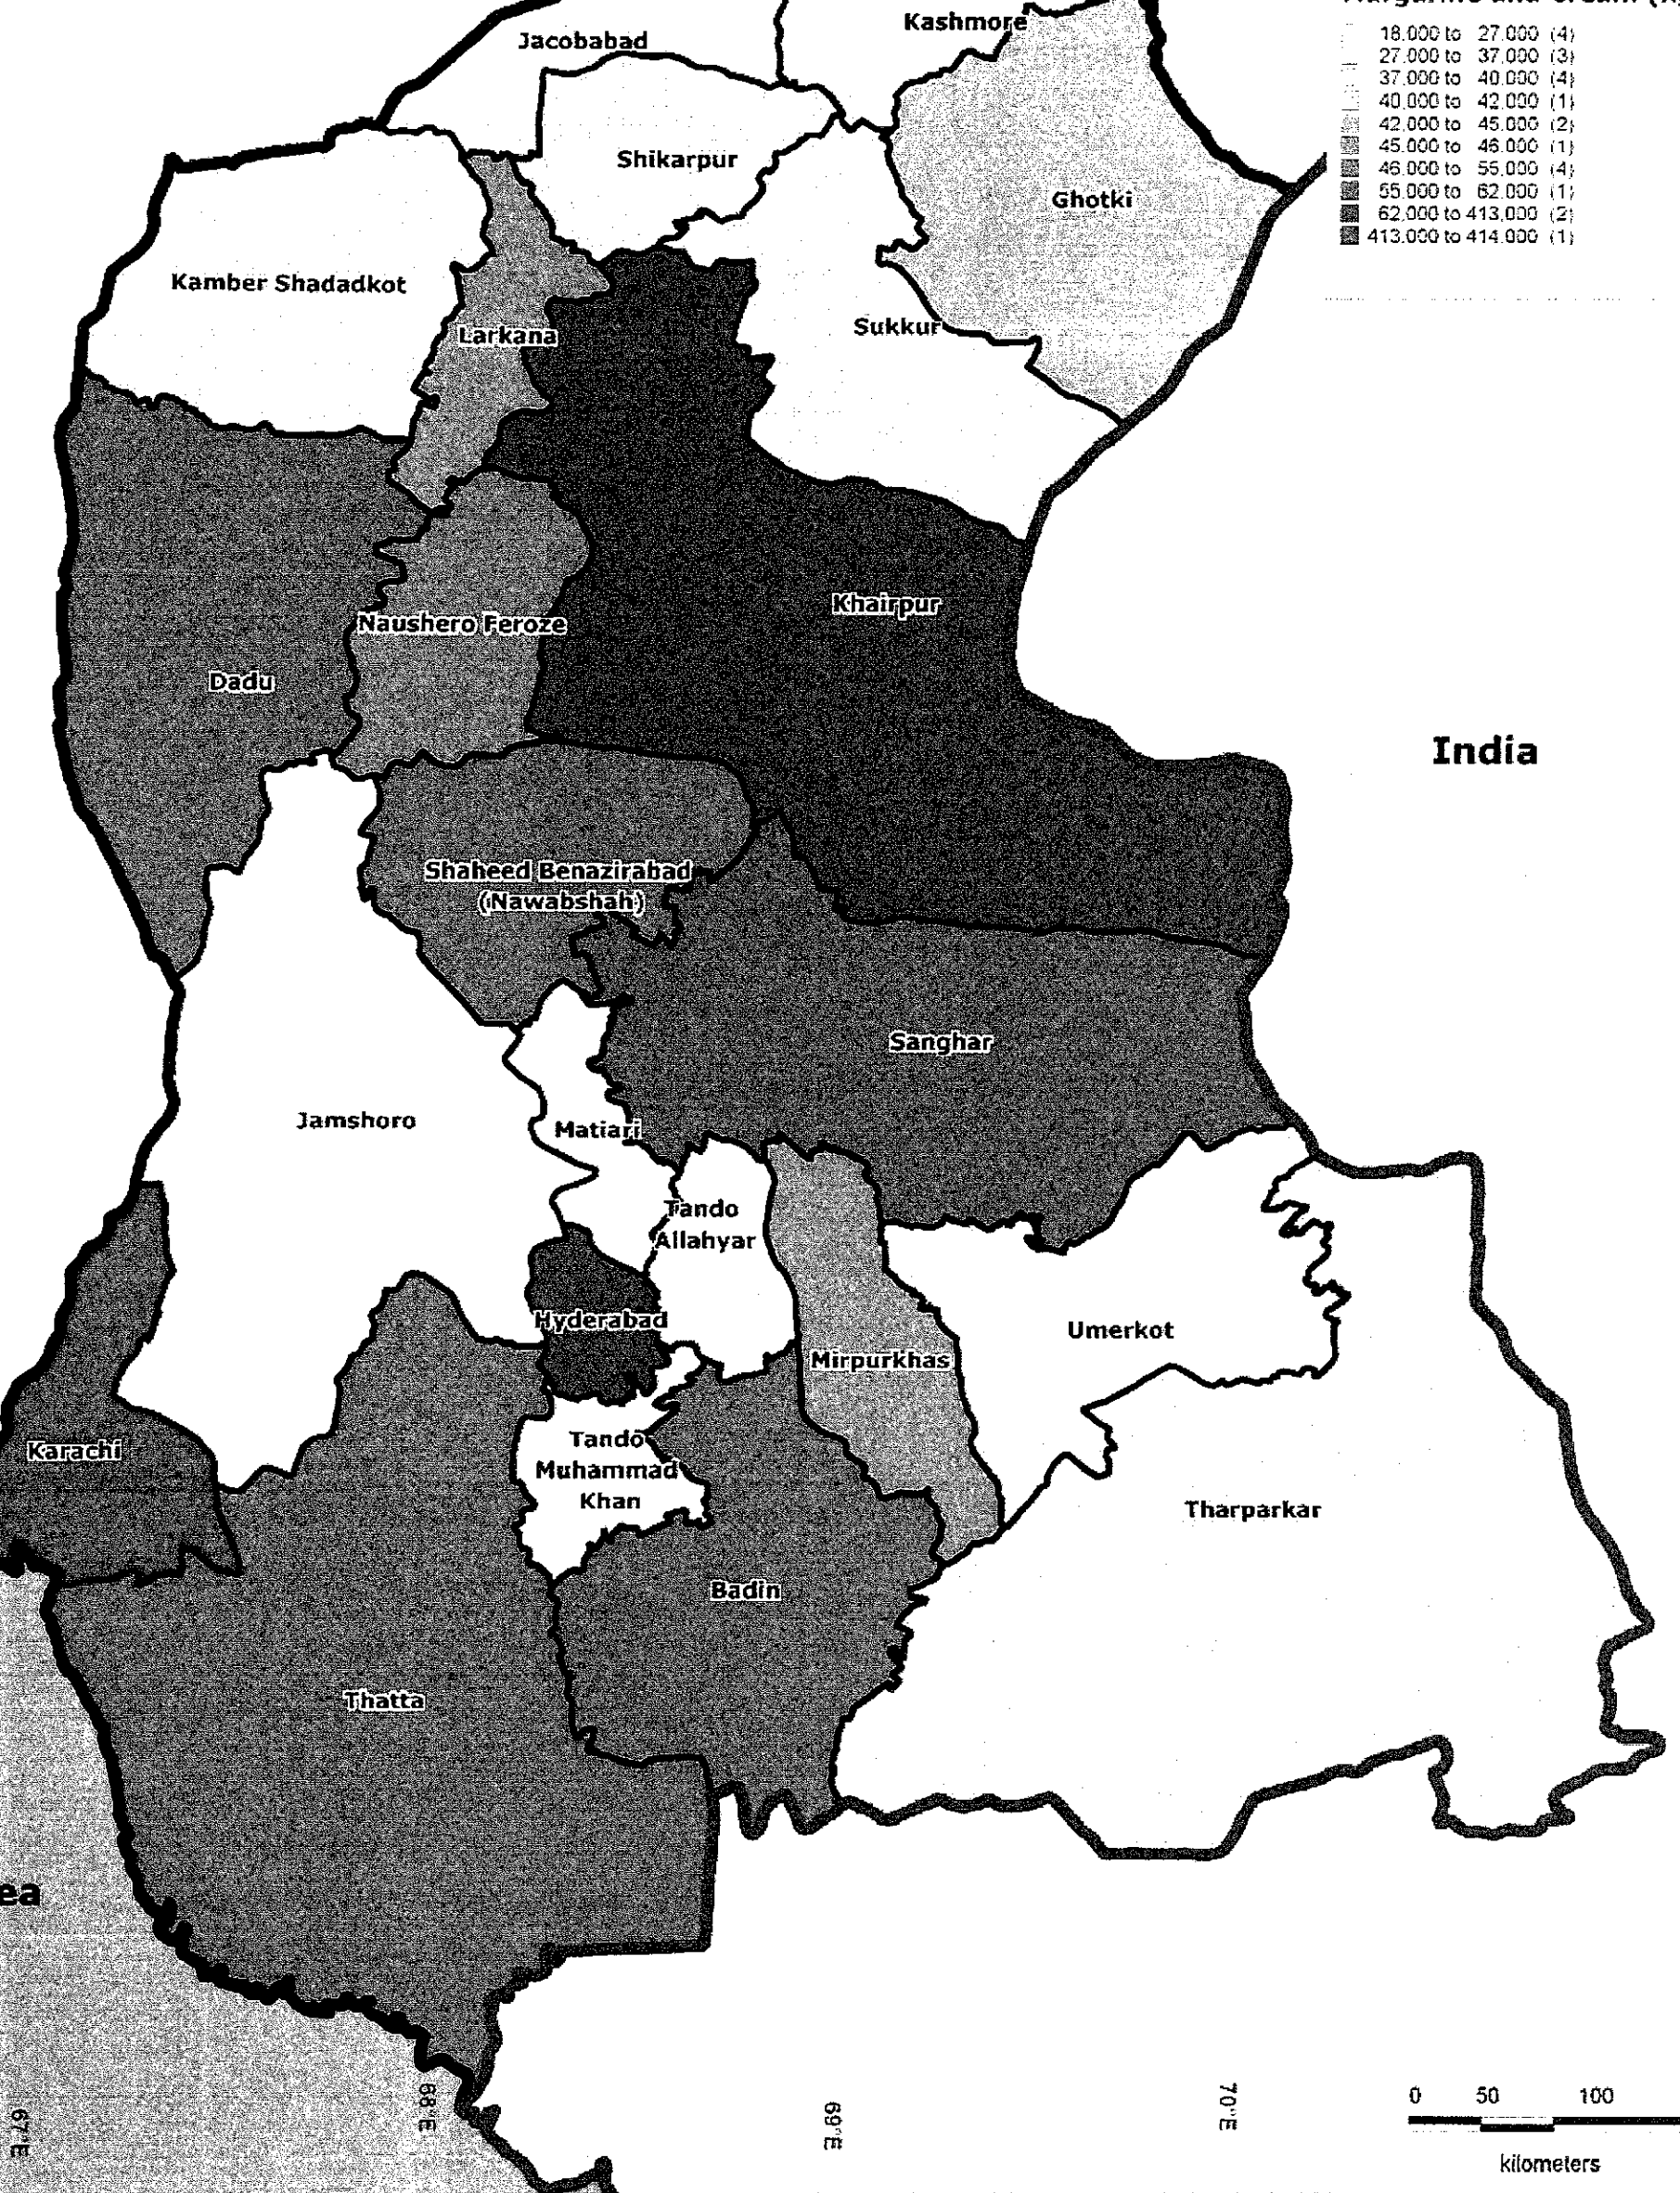 Kashmore
Jacobabad
18.000 to 27.000 (4)
27.000 to 37.000 (3)
37.000 to 40.000 (4)
40.000 to 42.000 (1)
42.000 to 45.000 (2)
45.000 to 46.000 (1)
46.000 to 55.000 (4)
55.000 to 62.000 (1)
62.000 to 413.000 (2)
413.000 to 414.000 (1)
Shikarpur
Ghotki
Kamber Shadadkot
Larkana
Sukkur
Khairpur
Naushero Feroze
Dadu
India
Shaheed Benazirabad
(Nawabshah)
Sanghar
Jamshoro
Matiari
Tando
Allahyar
Hyderabad
Umerkot
Mirpurkhas
Karachi
Tando
Muhammad
Khan
Tharparkar
Badin
Thatta
ea
67°E
68°E
69°E
70°E
0 50 100
kilometers